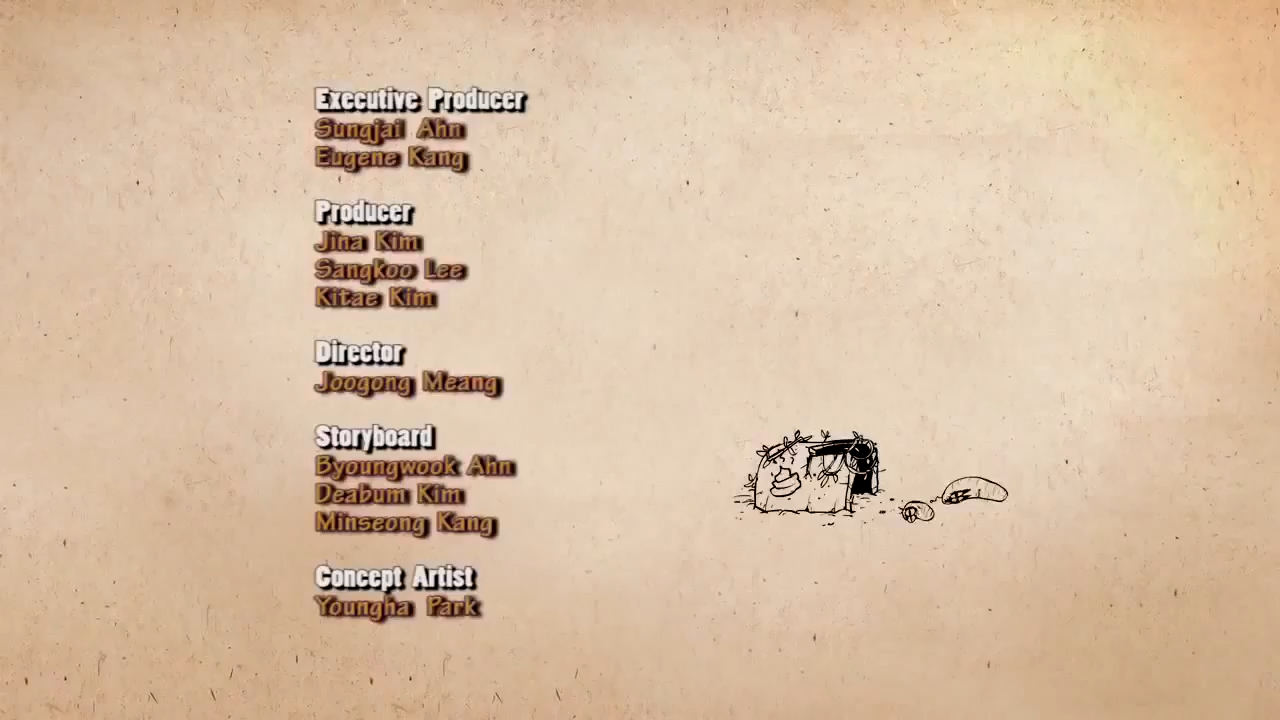 Executive Producer
Sungjai Ahn
Eugene Kang
Producer
Jina Kim
Sangkoo Lee
Kitae Kim
Director
Joogong Meang
Storyboard
Byoungwook Ahn
Deabum Kim
Minseong Kang
Concept Artist
Youngha Park